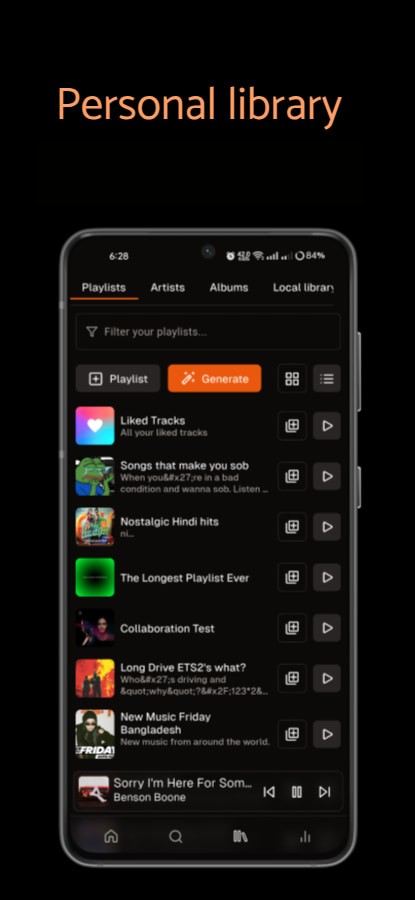 Personal library
6:28
84%
Playlists Artists Albums Local library
Filter your playlists...
Playlist Generate
Liked Tracks
All your liked tracks
Songs that make you sob
When you&#x27;re in a bad
condition and wanna sob. Listen ...
Nostalgic Hindi hits
ni...
The Longest Playlist Ever
Collaboration Test
Long Drive ETS2's what?
Who&#x27;s driving and
&quot;why&quot;?&#x2F;123*2&...
New Music Friday
Bangladesh
New music from around the world.
FRIDAY
Sorry I'm Here For Som...
Benson Boone